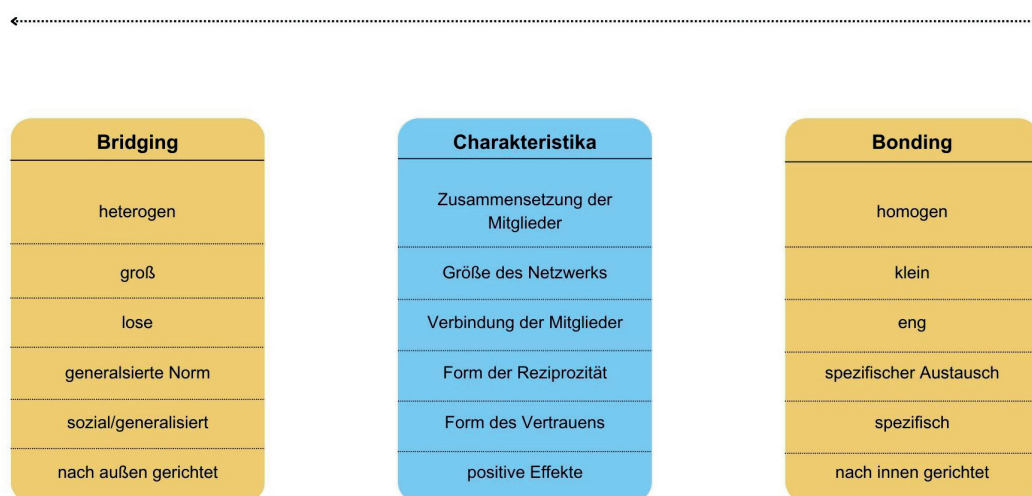 Bridging
heterogen
groß
lose
generalsierte Norm
sozial/generalisiert
nach außen gerichtet
Charakteristika
Zusammensetzung der
Mitglieder
Größe des Netzwerks
Verbindung der Mitglieder
Form der Reziprozität
Form des Vertrauens
positive Effekte
Bonding
homogen
klein
eng
spezifischer Austausch
spezifisch
nach innen gerichtet